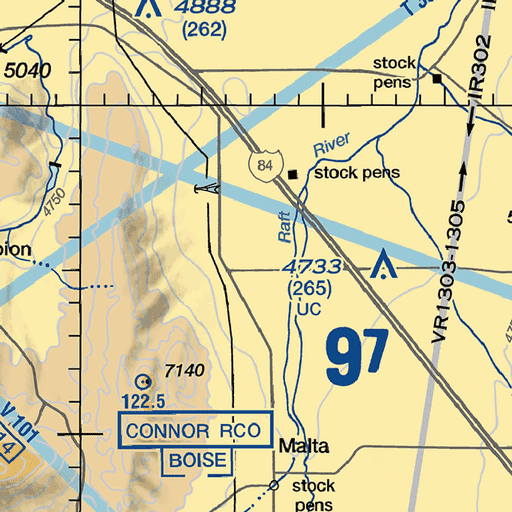 4888
(262)
5040
stock
pens
IR302
River
84
stock pens
4750
Raft
4733
(265)
UC
VR1303-1305
97
7140
122.5
CONNOR RCO
BOISE
V 101
14
Malta
stock
pens